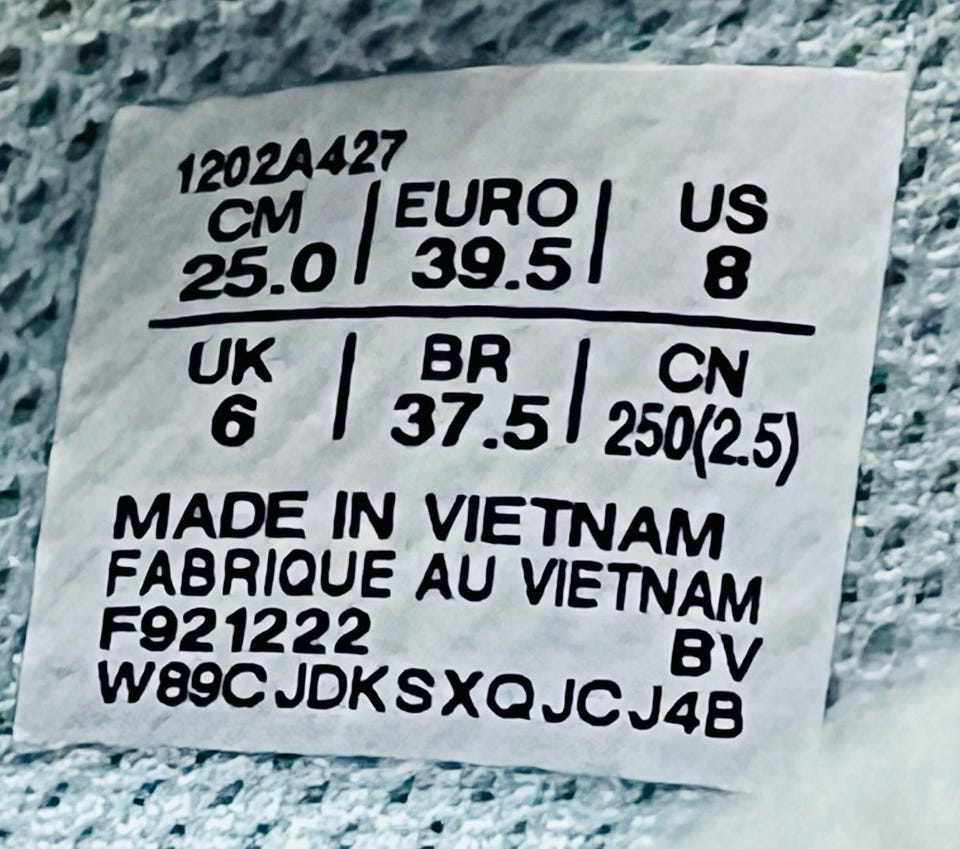 1202A427
CM | EURO | US
25.0 | 39.5 | 8
UK | BR | CN
6 | 37.5 | 250(2.5)
MADE IN VIETNAM
FABRIQUE AU VIETNAM
F921222 BV
W89CJDKSXQJCJ4B